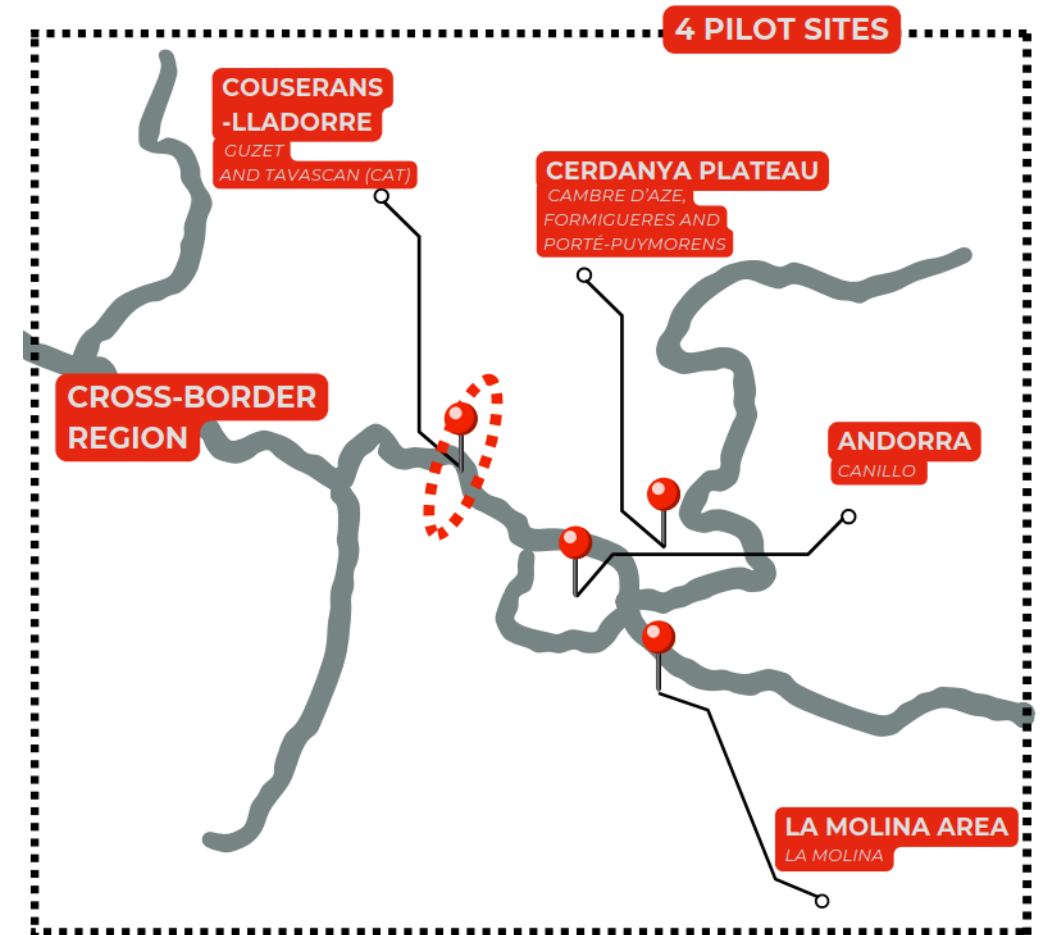 4 PILOT SITES
COUSERANS
-LLADORRE
GUZET
AND TAVASCAN (CAT)
CERDANYA PLATEAU
CAMBRE D'AZE,
FORMIGUERES AND
PORTÉ-PUYMORENS
CROSS-BORDER
REGION
ANDORRA
CANILLO
LA MOLINA AREA
LA MOLINA